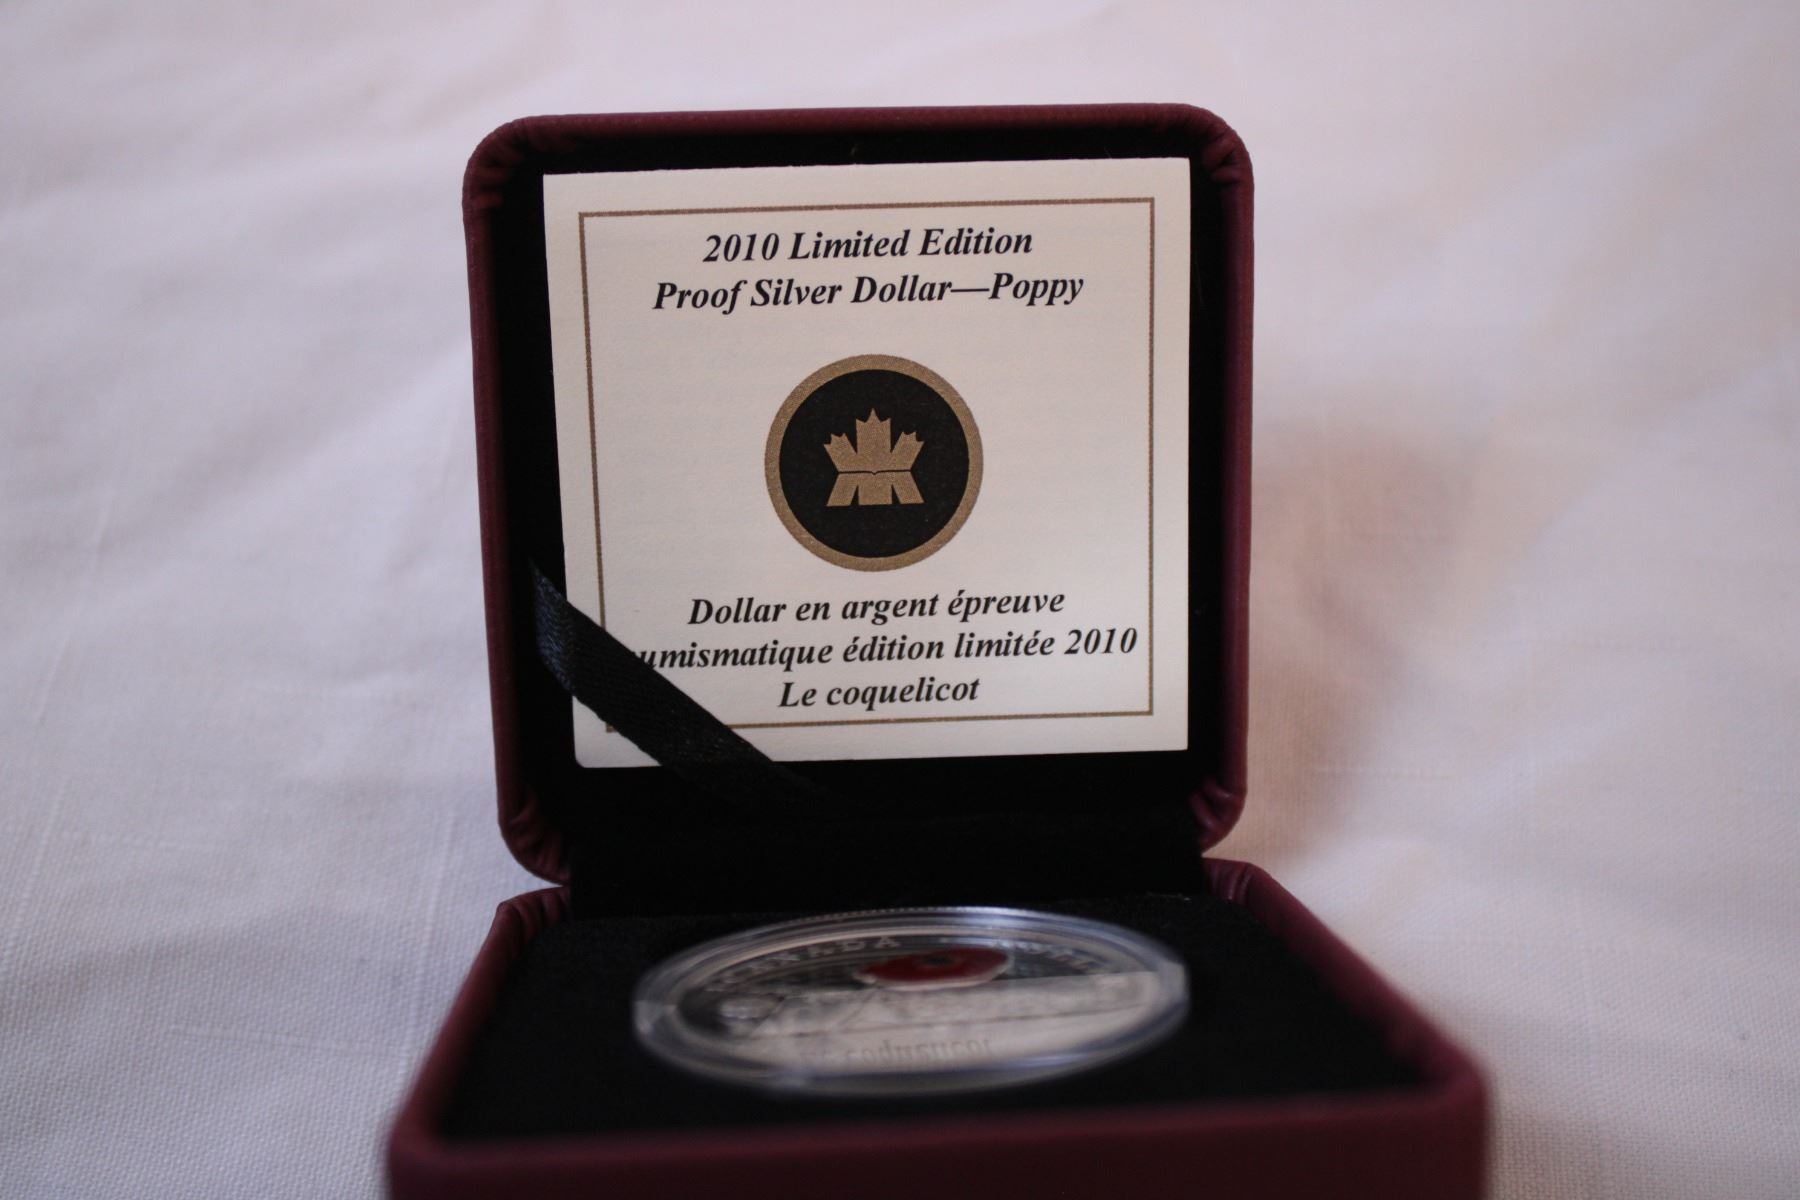 2010 Limited Edition
Proof Silver Dollar—Poppy
Dollar en argent épreuve
umismatique édition limitée 2010
Le coquelicot